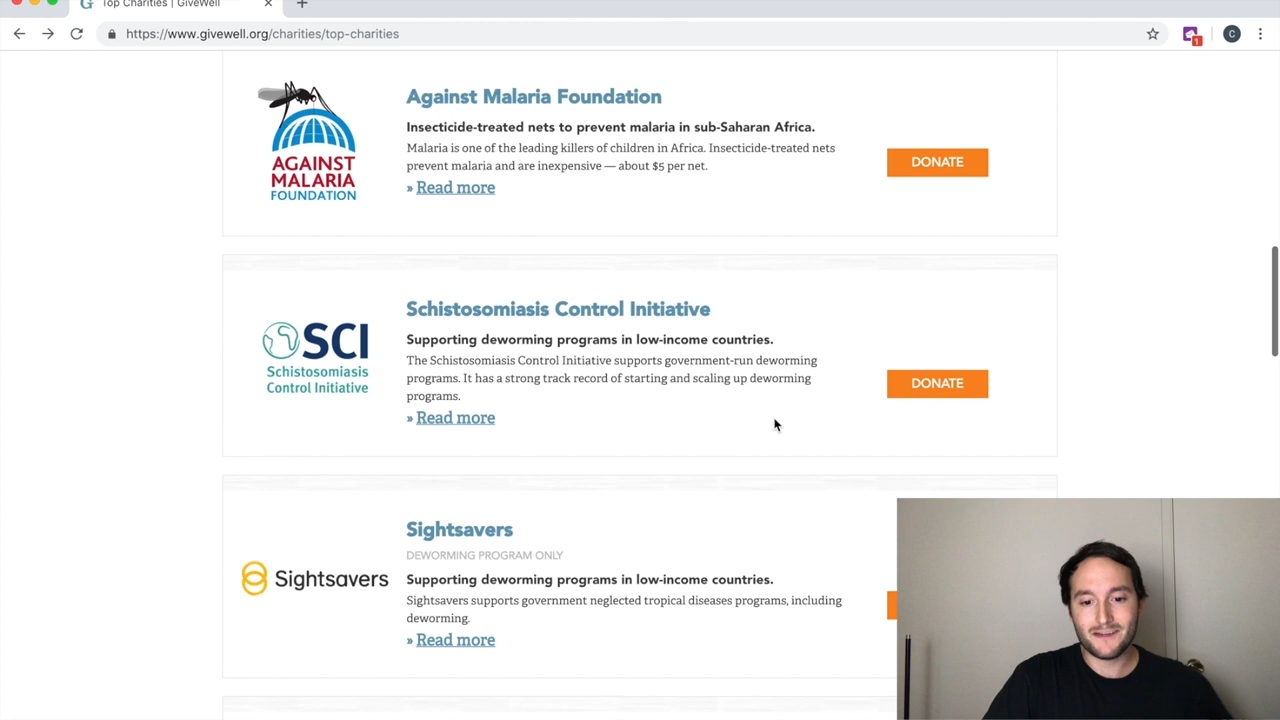 Top Charities | GiveWell
https://www.givewell.org/charities/top-charities
1
C
AGAINST
MALARIA
FOUNDATION
Against Malaria Foundation
Insecticide-treated nets to prevent malaria in sub-Saharan Africa.
Malaria is one of the leading killers of children in Africa. Insecticide-treated nets
prevent malaria and are inexpensive — about $5 per net.
» Read more
DONATE
SCI
Schistosomiasis
Control Initiative
Schistosomiasis Control Initiative
Supporting deworming programs in low-income countries.
The Schistosomiasis Control Initiative supports government-run deworming
programs. It has a strong track record of starting and scaling up deworming
programs.
» Read more
DONATE
Sightsavers
Sightsavers
DEWORMING PROGRAM ONLY
Supporting deworming programs in low-income countries.
Sightsavers supports government neglected tropical diseases programs, including
deworming.
» Read more